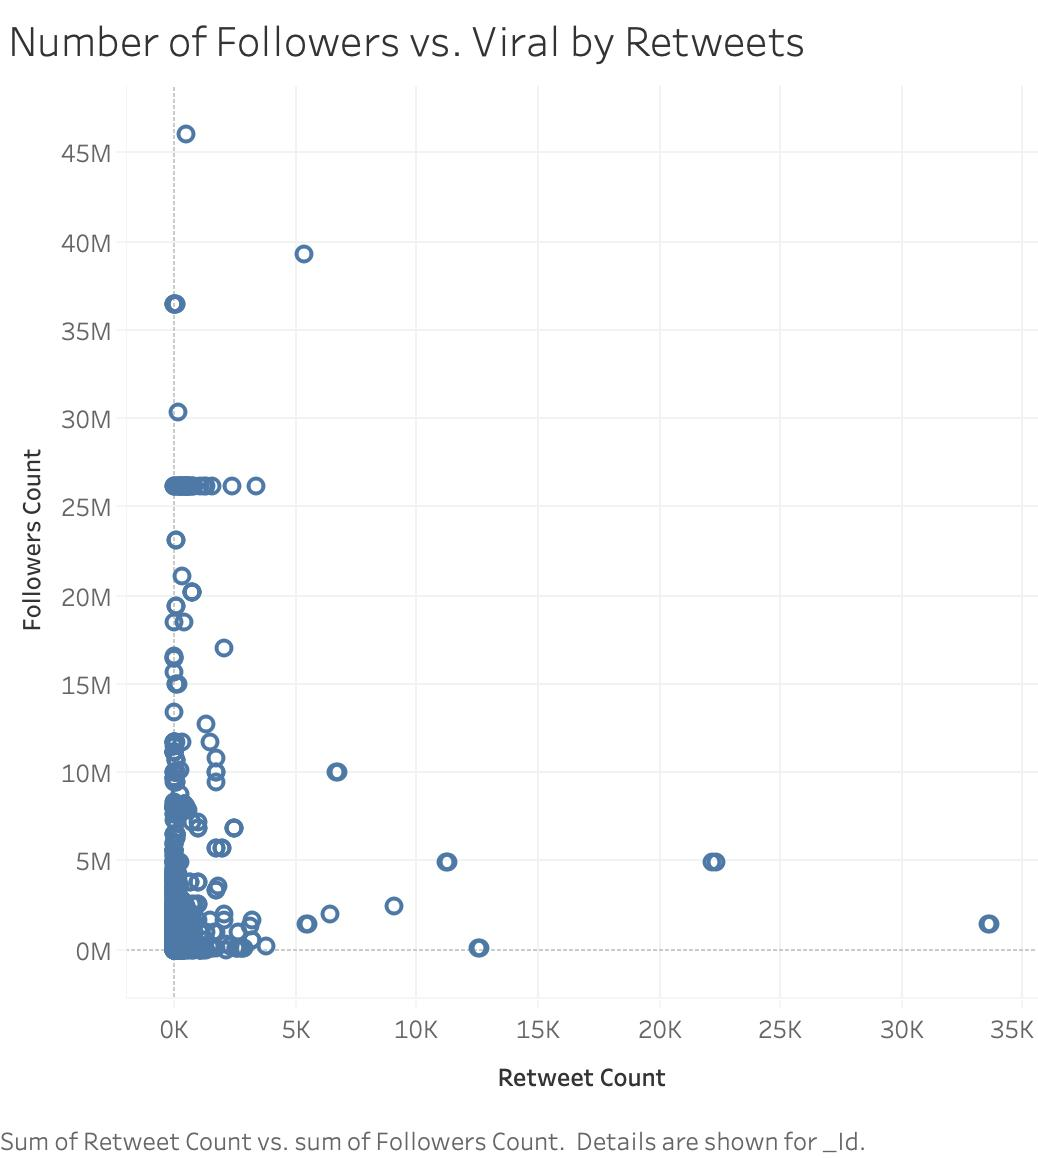 Number of Followers vs. Viral by Retweets
45M
40M
35M
30M
25M
20M
15M
10M
5M
0M
Followers Count
0K 5K 10K 15K 20K 25K 30K 35K
Retweet Count
Sum of Retweet Count vs. sum of Followers Count.  Details are shown for _Id.